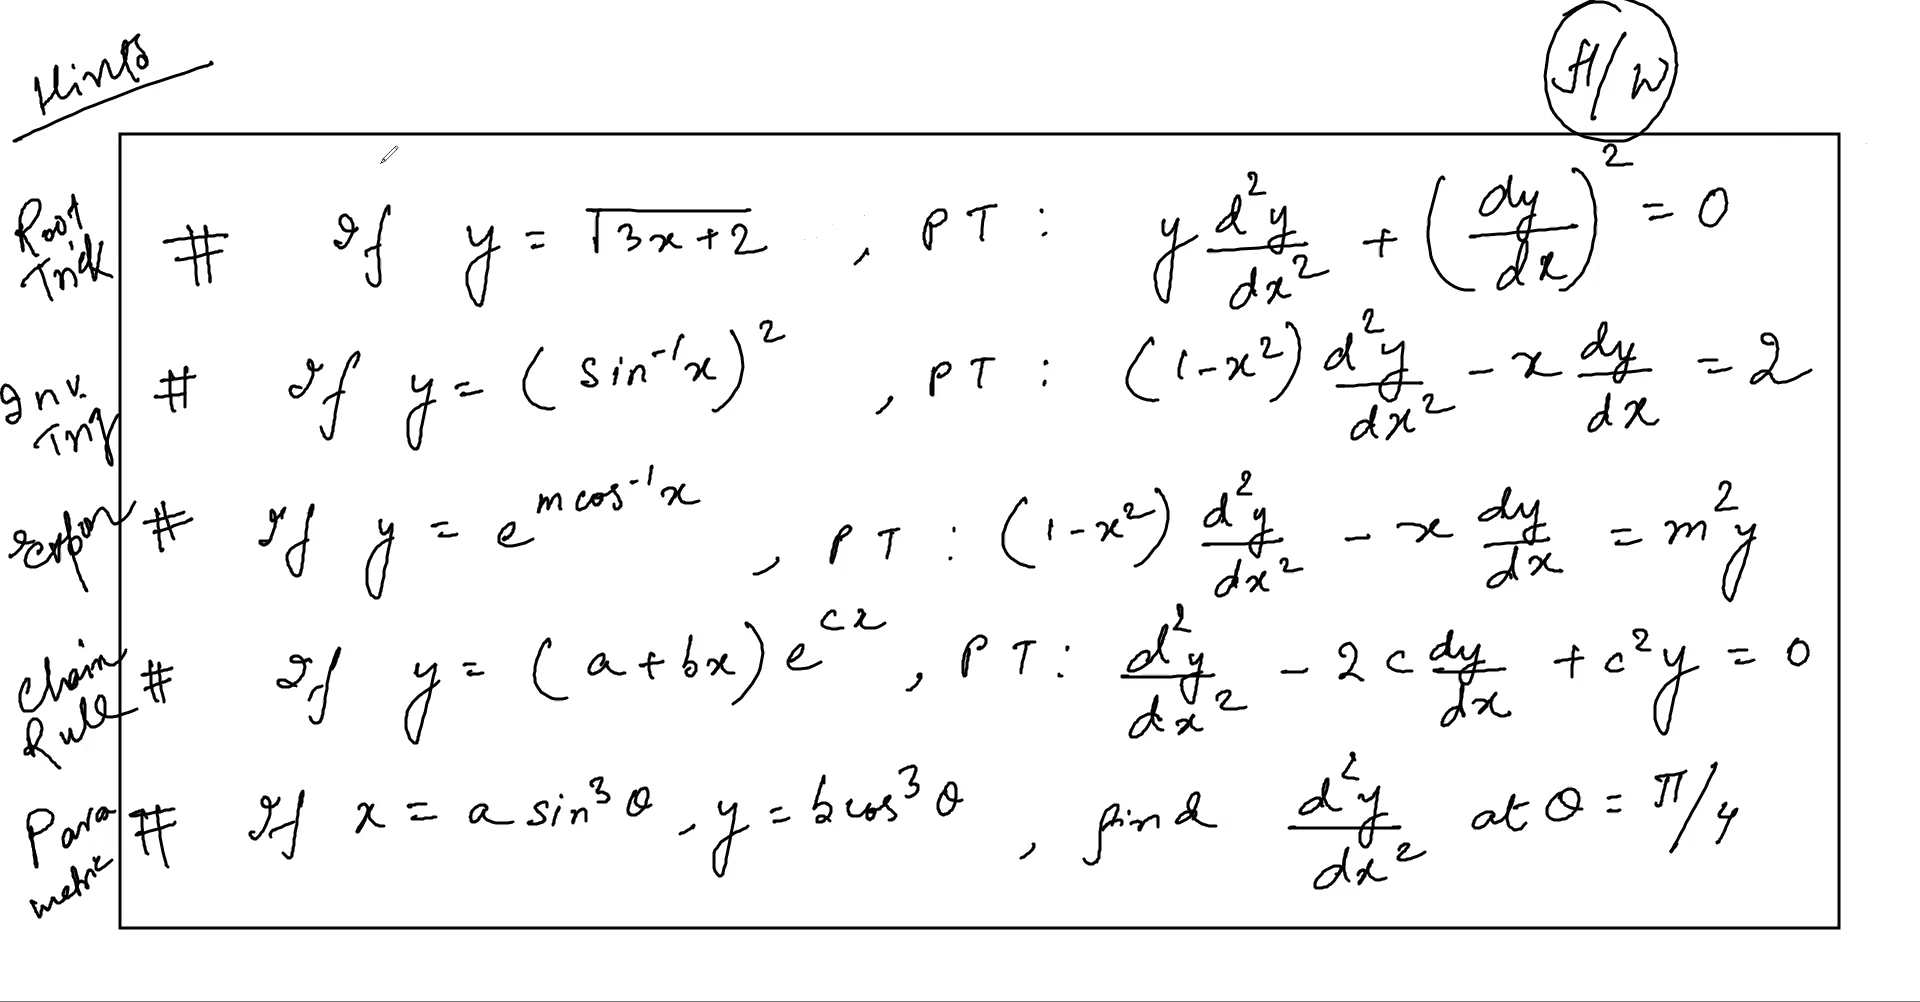 Hints
H/W
Root Trick # If y = √3x+2 , PT : y d²y/dx² + (dy/dx)² = 0
Inv. Trig # If y = (sin⁻¹x)² , PT : (1-x²) d²y/dx² - x dy/dx = 2
Expon # If y = e^(m cos⁻¹x) , PT : (1-x²) d²y/dx² - x dy/dx = m²y
Chain Rule # If y = (a+bx) e^(cx) , PT : d²y/dx² - 2c dy/dx + c²y = 0
Para metric # If x = a sin³θ , y = b cos³θ , find d²y/dx² at θ = π/4